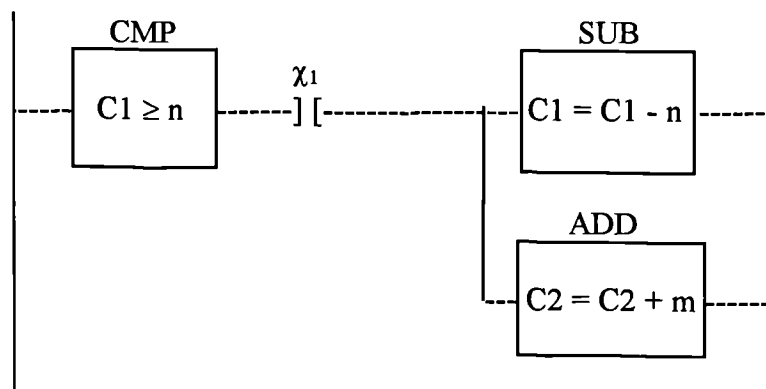 CMP
SUB
χ1
C1 ≥ n
] [
C1 = C1 - n
ADD
C2 = C2 + m